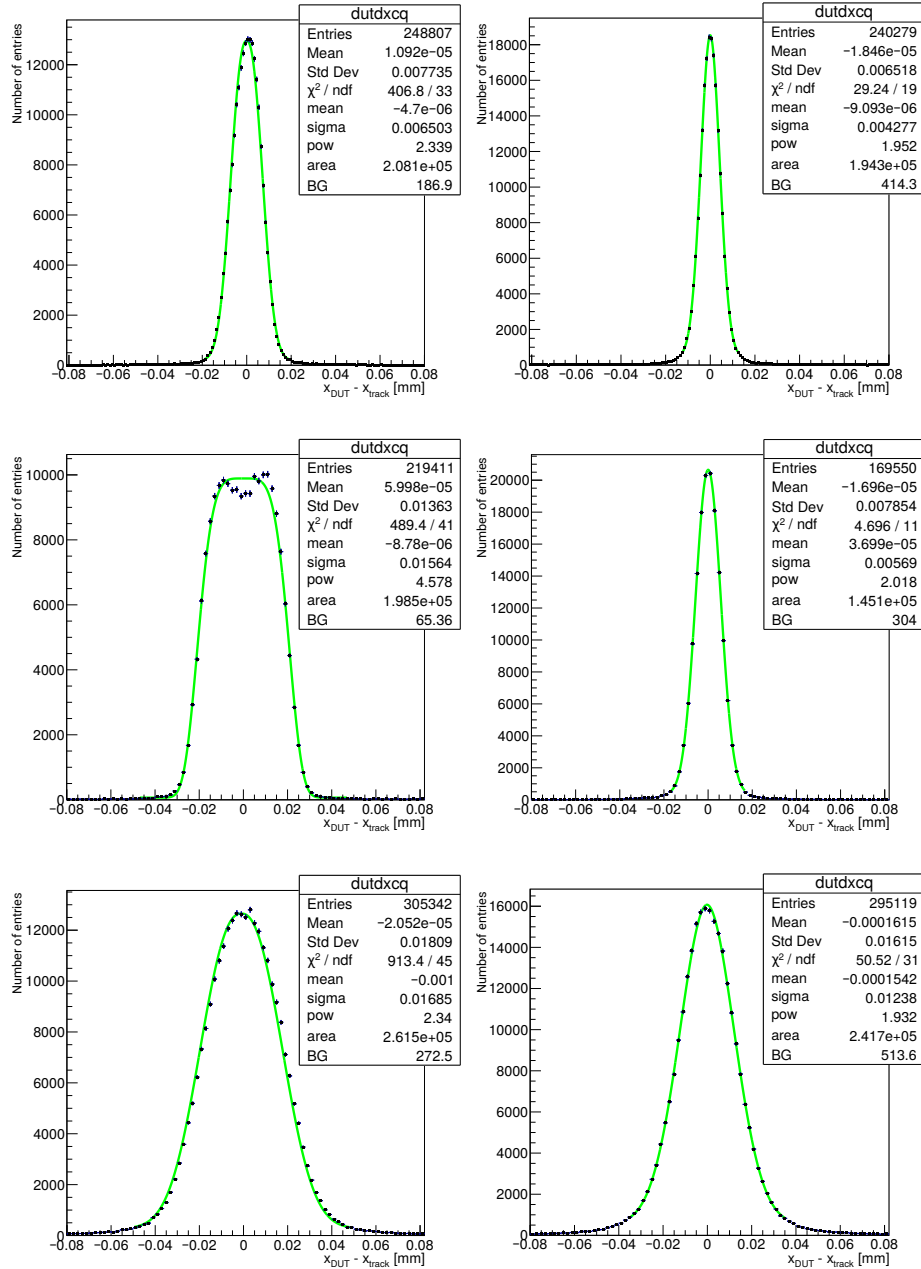 dutdxcq
Entries 248807
Mean 1.092e-05
Std Dev 0.007735
χ² / ndf 406.8 / 33
mean −4.7e-06
sigma 0.006503
pow 2.339
area 2.081e+05
BG 186.9
Number of entries
12000
10000
8000
6000
4000
2000
0
−0.08 −0.06 −0.04 −0.02 0 0.02 0.04 0.06 0.08
x_DUT - x_track [mm]
dutdxcq
Entries 240279
Mean −1.846e-05
Std Dev 0.006518
χ² / ndf 29.24 / 19
mean −9.093e-06
sigma 0.004277
pow 1.952
area 1.943e+05
BG 414.3
Number of entries
18000
16000
14000
12000
10000
8000
6000
4000
2000
0
−0.08 −0.06 −0.04 −0.02 0 0.02 0.04 0.06 0.08
x_DUT - x_track [mm]
dutdxcq
Entries 219411
Mean 5.998e-05
Std Dev 0.01363
χ² / ndf 489.4 / 41
mean −8.78e-06
sigma 0.01564
pow 4.578
area 1.985e+05
BG 65.36
Number of entries
10000
8000
6000
4000
2000
0
−0.08 −0.06 −0.04 −0.02 0 0.02 0.04 0.06 0.08
x_DUT - x_track [mm]
dutdxcq
Entries 169550
Mean −1.696e-05
Std Dev 0.007854
χ² / ndf 4.696 / 11
mean 3.699e-05
sigma 0.00569
pow 2.018
area 1.451e+05
BG 304
Number of entries
20000
18000
16000
14000
12000
10000
8000
6000
4000
2000
0
−0.08 −0.06 −0.04 −0.02 0 0.02 0.04 0.06 0.08
x_DUT - x_track [mm]
dutdxcq
Entries 305342
Mean −2.052e-05
Std Dev 0.01809
χ² / ndf 913.4 / 45
mean −0.001
sigma 0.01685
pow 2.34
area 2.615e+05
BG 272.5
Number of entries
12000
10000
8000
6000
4000
2000
0
−0.08 −0.06 −0.04 −0.02 0 0.02 0.04 0.06 0.08
x_DUT - x_track [mm]
dutdxcq
Entries 295119
Mean −0.0001615
Std Dev 0.01615
χ² / ndf 50.52 / 31
mean −0.0001542
sigma 0.01238
pow 1.932
area 2.417e+05
BG 513.6
Number of entries
16000
14000
12000
10000
8000
6000
4000
2000
0
−0.08 −0.06 −0.04 −0.02 0 0.02 0.04 0.06 0.08
x_DUT - x_track [mm]